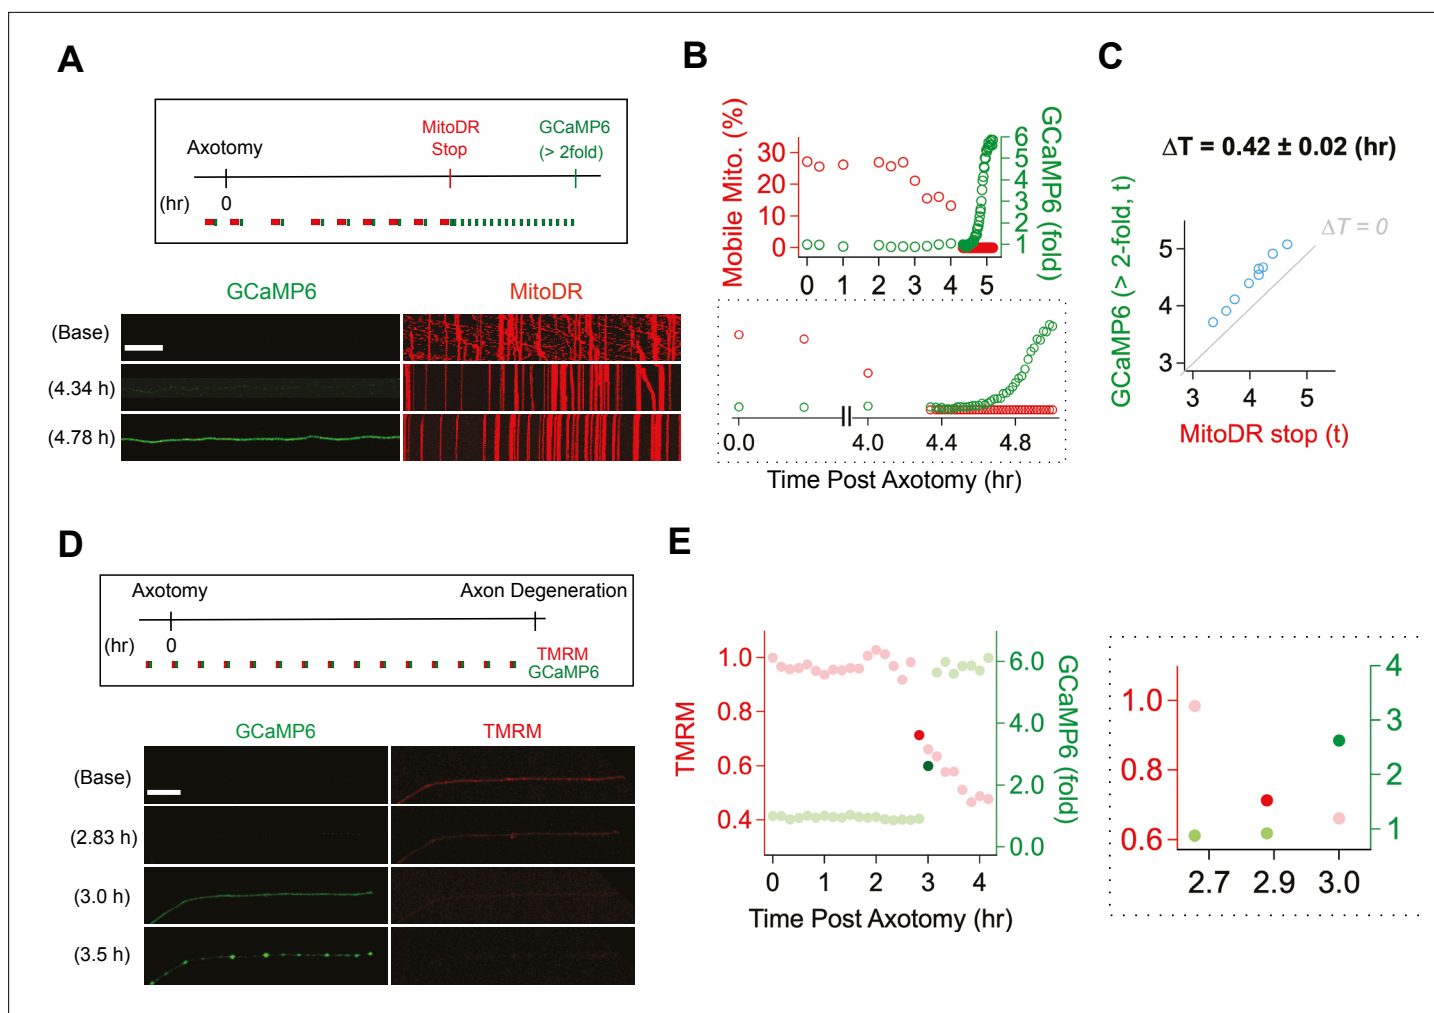 A
Axotomy
MitoDR
Stop
GCaMP6
(> 2fold)
(hr)
0
GCaMP6
MitoDR
(Base)
(4.34 h)
(4.78 h)
B
Mobile Mito. (%)
30
20
10
0
GCaMP6 (fold)
6
5
4
3
2
1
0 1 2 3 4 5
0.0 4.0 4.4 4.8
Time Post Axotomy (hr)
C
ΔT = 0.42 ± 0.02 (hr)
GCaMP6 (> 2-fold, t)
ΔT = 0
5
4
3
3 4 5
MitoDR stop (t)
D
Axotomy
Axon Degeneration
(hr)
0
TMRM
GCaMP6
GCaMP6
TMRM
(Base)
(2.83 h)
(3.0 h)
(3.5 h)
E
TMRM
1.0
0.8
0.6
0.4
GCaMP6 (fold)
6.0
4.0
2.0
0.0
0 1 2 3 4
Time Post Axotomy (hr)
1.0
0.8
0.6
4
3
2
1
2.7 2.9 3.0